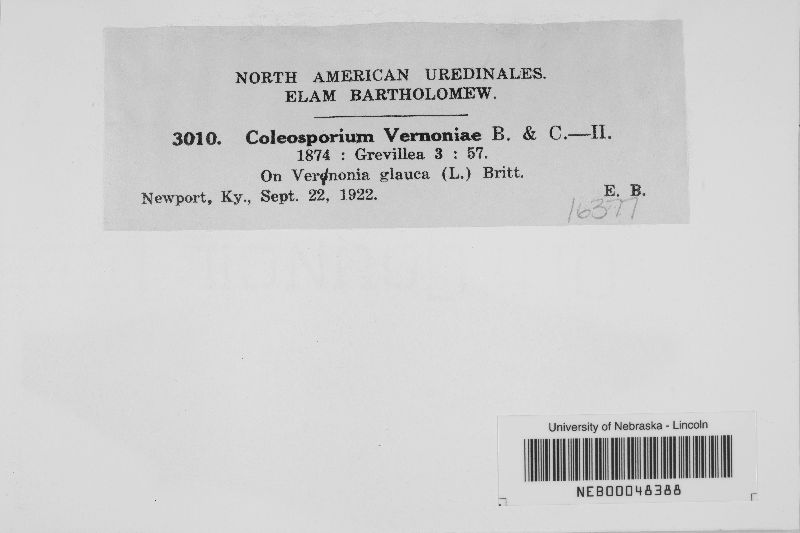 NORTH AMERICAN UREDINALES.
ELAM BARTHOLOMEW.
3010. Coleosporium Vernoniae B. & C.—II.
1874 : Grevillea 3 : 57.
On Verŋnonia glauca (L.) Britt.
Newport, Ky., Sept. 22, 1922. E. B.
16377
University of Nebraska - Lincoln
NEB00048388